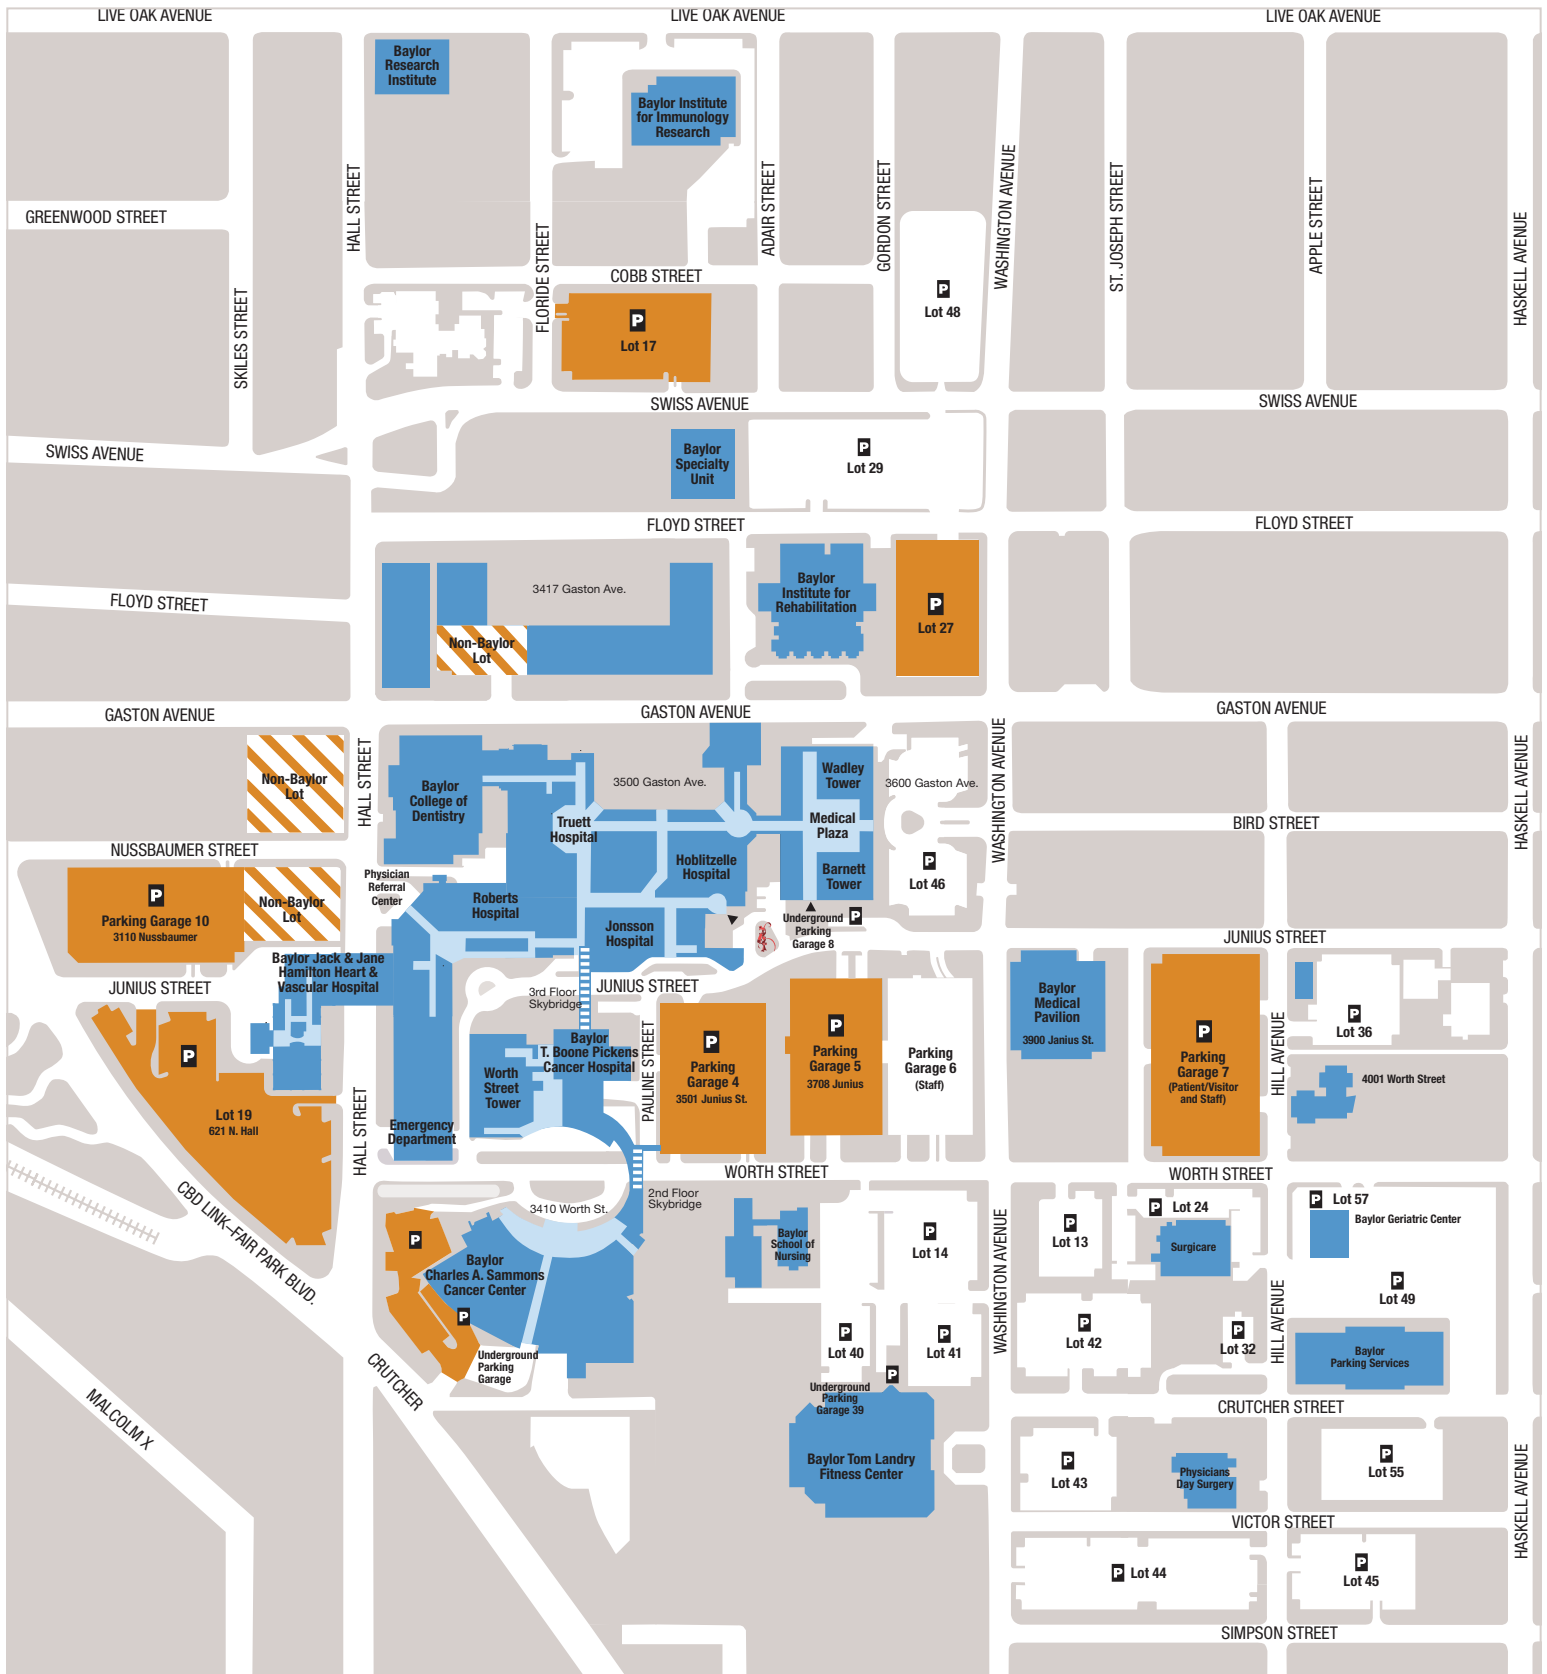 LIVE OAK AVENUE
LIVE OAK AVENUE
LIVE OAK AVENUE
Baylor
Research
Institute
Baylor Institute
for Immunology
Research
GREENWOOD STREET
HALL STREET
SKILES STREET
FLORIDE STREET
ADAIR STREET
GORDON STREET
WASHINGTON AVENUE
ST. JOSEPH STREET
APPLE STREET
HASKELL AVENUE
COBB STREET
P
Lot 17
P
Lot 48
SWISS AVENUE
SWISS AVENUE
SWISS AVENUE
Baylor
Specialty
Unit
P
Lot 29
FLOYD STREET
FLOYD STREET
FLOYD STREET
3417 Gaston Ave.
Non-Baylor
Lot
Baylor
Institute for
Rehabilitation
P
Lot 27
GASTON AVENUE
GASTON AVENUE
GASTON AVENUE
Non-Baylor
Lot
HALL STREET
Baylor
College of
Dentistry
3500 Gaston Ave.
Truett
Hospital
Wadley
Tower
Medical
Plaza
Barnett
Tower
3600 Gaston Ave.
WASHINGTON AVENUE
HASKELL AVENUE
BIRD STREET
P
Lot 46
NUSSBAUMER STREET
P
Parking Garage 10
3110 Nussbaumer
Non-Baylor
Lot
Physician
Referral
Center
Roberts
Hospital
Hoblitzelle
Hospital
Jonsson
Hospital
Underground
Parking
Garage 8
P
JUNIUS STREET
Baylor Jack & Jane
Hamilton Heart &
Vascular Hospital
JUNIUS STREET
JUNIUS STREET
3rd Floor
Skybridge
Baylor
T. Boone Pickens
Cancer Hospital
Worth
Street
Tower
Emergency
Department
PAULINE STREET
P
Parking
Garage 4
3501 Junius St.
P
Parking
Garage 5
3708 Junius
Parking
Garage 6
(Staff)
Baylor
Medical
Pavilion
3900 Janius St.
P
Parking
Garage 7
(Patient/Visitor
and Staff)
HILL AVENUE
P
Lot 36
4001 Worth Street
P
Lot 19
621 N. Hall
HALL STREET
CBD LINK–FAIR PARK BLVD.
WORTH STREET
WORTH STREET
2nd Floor
Skybridge
3410 Worth St.
P
Baylor
Charles A. Sammons
Cancer Center
P
Underground
Parking
Garage
Baylor
School of
Nursing
P
Lot 14
P
Lot 13
P
Lot 24
Surgicare
P
Lot 57
Baylor Geriatric Center
P
Lot 49
WASHINGTON AVENUE
HILL AVENUE
P
Lot 40
P
Lot 41
P
Lot 42
P
Lot 32
Baylor
Parking Services
MALCOLM X
CRUTCHER
P
Underground
Parking
Garage 39
Baylor Tom Landry
Fitness Center
CRUTCHER STREET
P
Lot 43
Physicians
Day Surgery
P
Lot 55
HASKELL AVENUE
VICTOR STREET
P
Lot 44
P
Lot 45
SIMPSON STREET